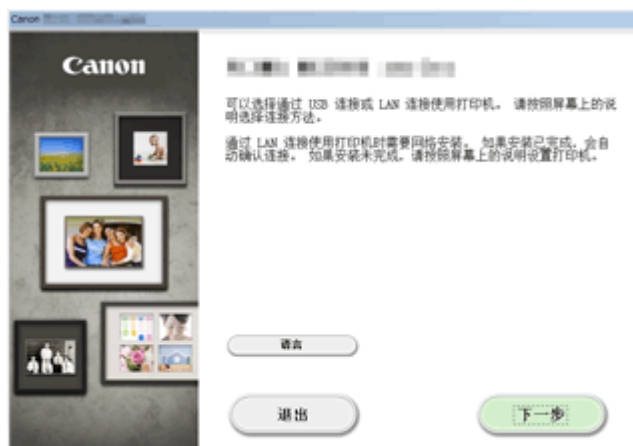 Canon
Canon
可以选择通过 USB 连接或 LAN 连接使用打印机。 请按照屏幕上的说
明选择连接方法。
通过 LAN 连接使用打印机时需要网络安装。 如果安装已完成，会自
动确认连接。 如果安装未完成，请按照屏幕上的说明设置打印机。
语言
退出
下一步